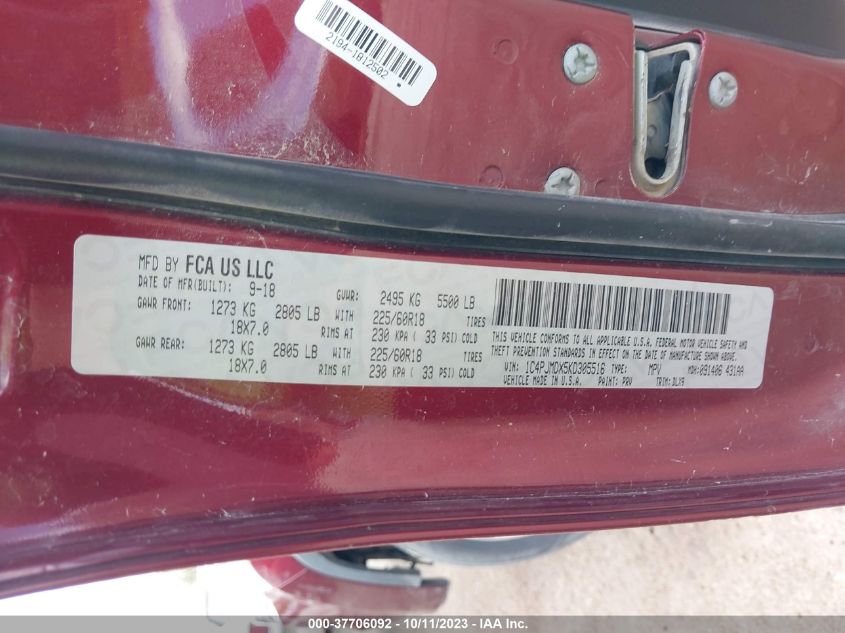 2194-1812502
MFD BY FCA US LLC
DATE OF MFR(BUILT): 9-18 GVWR: 2495 KG 5500 LB
GAWR FRONT: 1273 KG 2805 LB WITH 225/60R18 TIRES
18X7.0 RIMS AT 230 KPA ( 33 PSI) COLD
GAWR REAR: 1273 KG 2805 LB WITH 225/60R18 TIRES
18X7.0 RIMS AT 230 KPA ( 33 PSI) COLD
THIS VEHICLE CONFORMS TO ALL APPLICABLE U.S.A. FEDERAL MOTOR VEHICLE SAFETY AND
THEFT PREVENTION STANDARDS IN EFFECT ON THE DATE OF MANUFACTURE SHOWN ABOVE.
VIN: 1C4PJMDX5KD305516 TYPE: MPV MDH:091406 4319A
VEHICLE MADE IN U.S.A. PAINT: PRV TRIM:DLX9
000-37706092 - 10/11/2023 - IAA Inc.